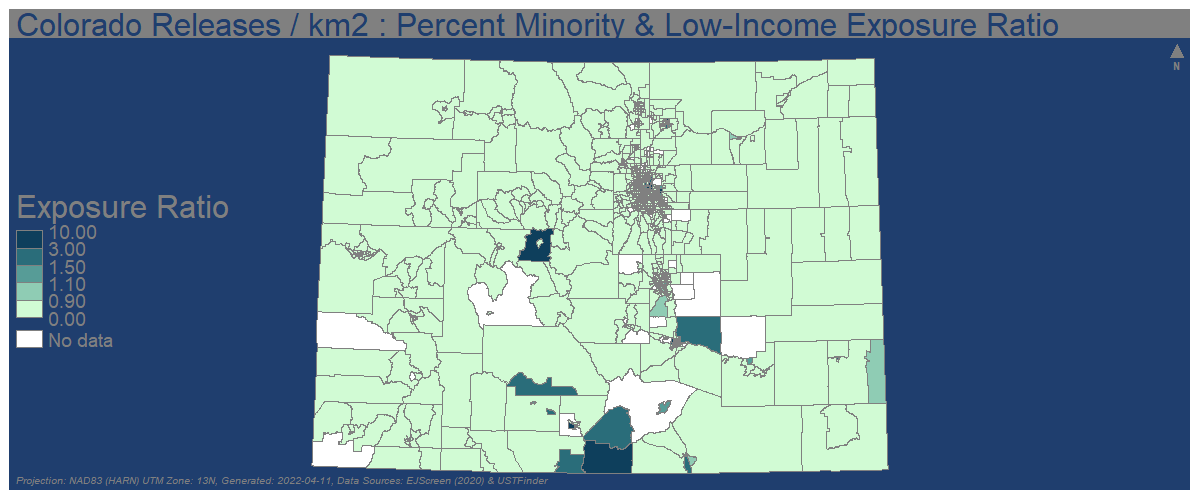 Colorado Releases / km2 : Percent Minority & Low-Income Exposure Ratio
N
Exposure Ratio
10.00
3.00
1.50
1.10
0.90
0.00
No data
Projection: NAD83 (HARN) UTM Zone: 13N, Generated: 2022-04-11, Data Sources: EJScreen (2020) & USTFinder